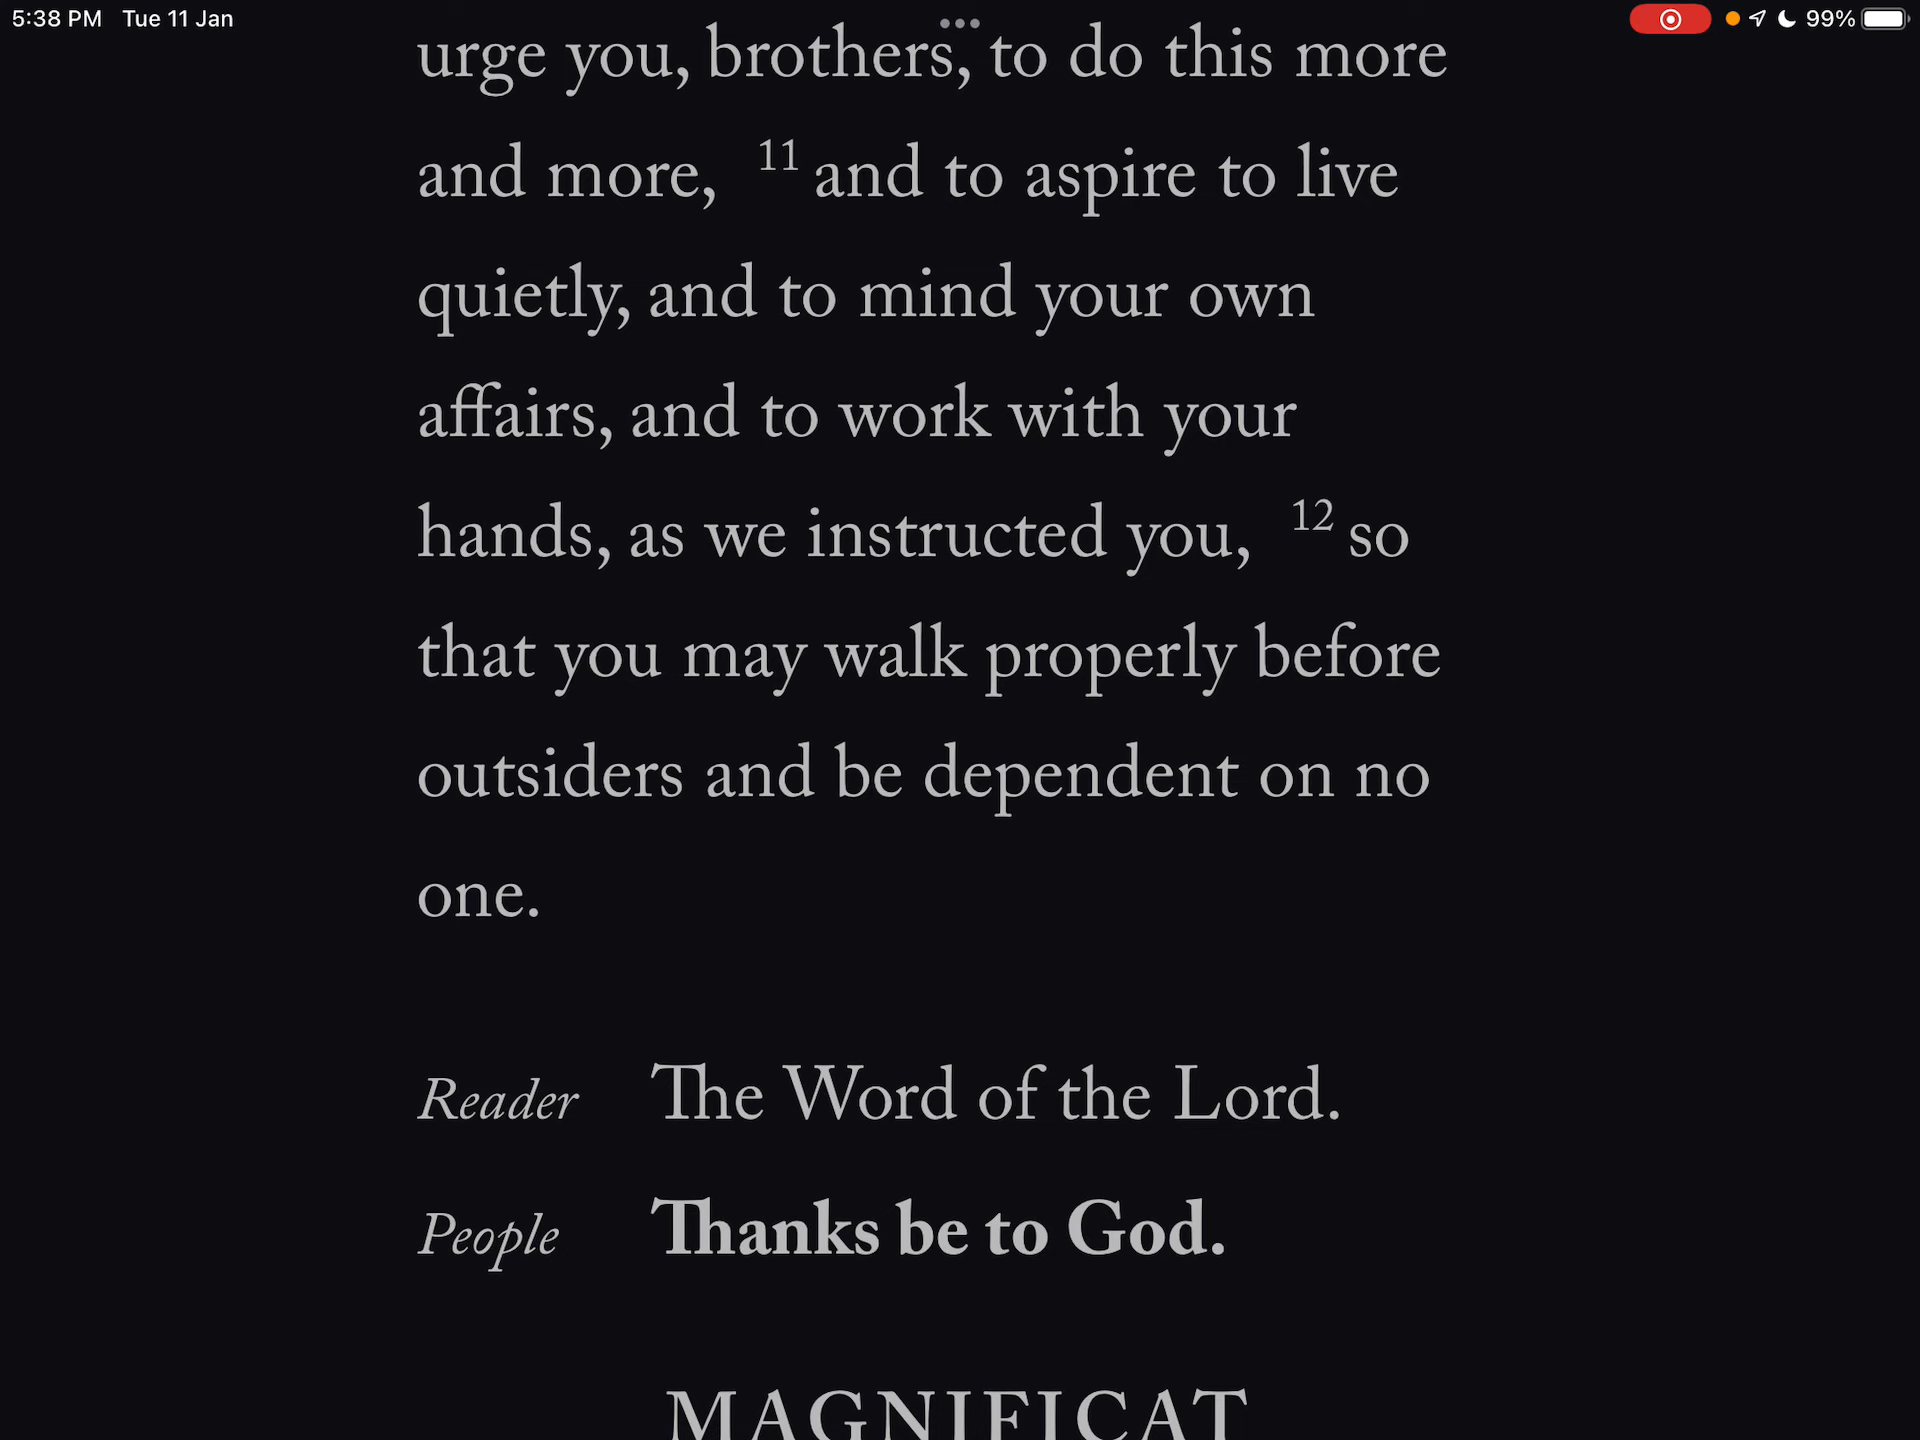 5:38 PM Tue 11 Jan
99%
urge you, brothers, to do this more
and more, 11 and to aspire to live
quietly, and to mind your own
affairs, and to work with your
hands, as we instructed you, 12 so
that you may walk properly before
outsiders and be dependent on no
one.
Reader The Word of the Lord.
People Thanks be to God.
MAGNIFICAT